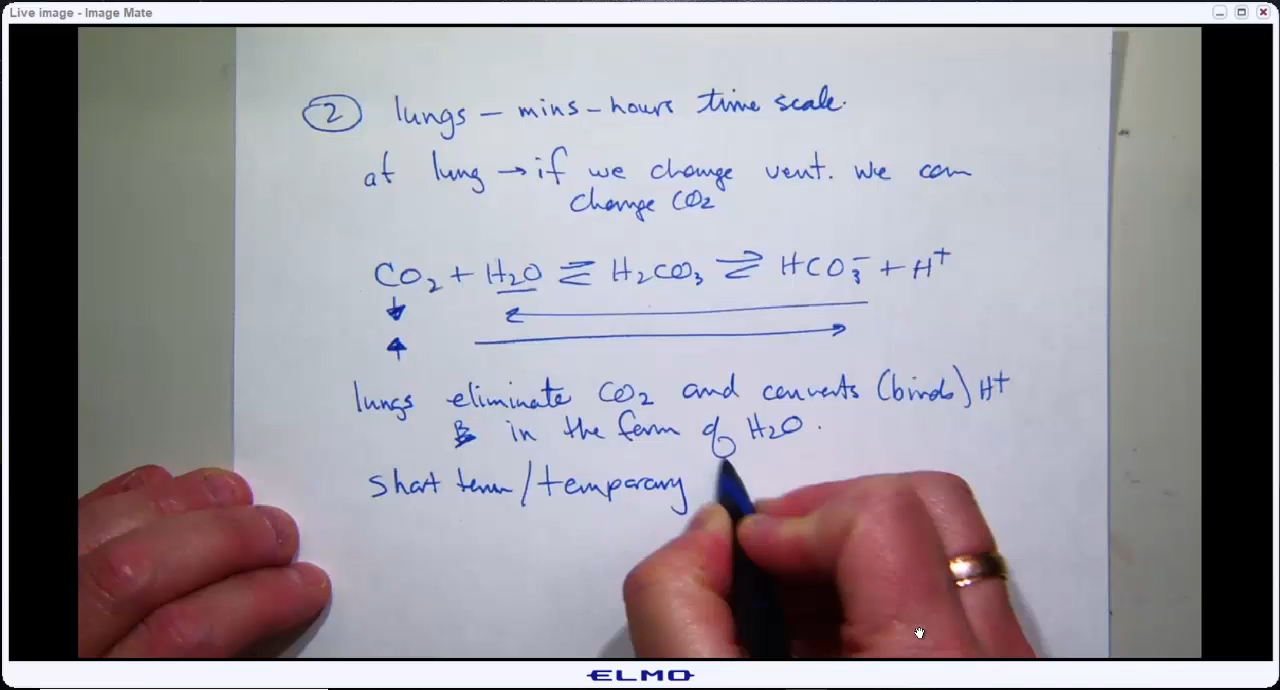 Live image - Image Mate
② lungs – mins – hours time scale.
at lung → if we change vent. we can
change CO2
CO2 + H2O ⇌ H2CO3 ⇌ HCO3⁻ + H⁺
lungs eliminate CO2 and converts (binds) H⁺
in the form of H2O.
short term / temporary
ELMO